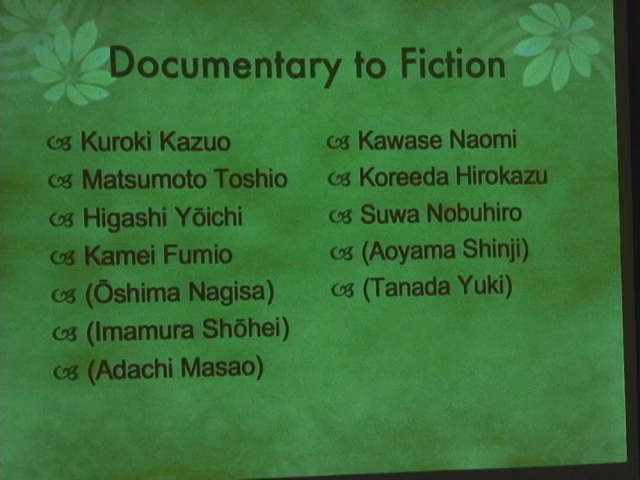 Documentary to Fiction
Kuroki Kazuo
Matsumoto Toshio
Higashi Yōichi
Kamei Fumio
(Ōshima Nagisa)
(Imamura Shōhei)
(Adachi Masao)
Kawase Naomi
Koreeda Hirokazu
Suwa Nobuhiro
(Aoyama Shinji)
(Tanada Yuki)